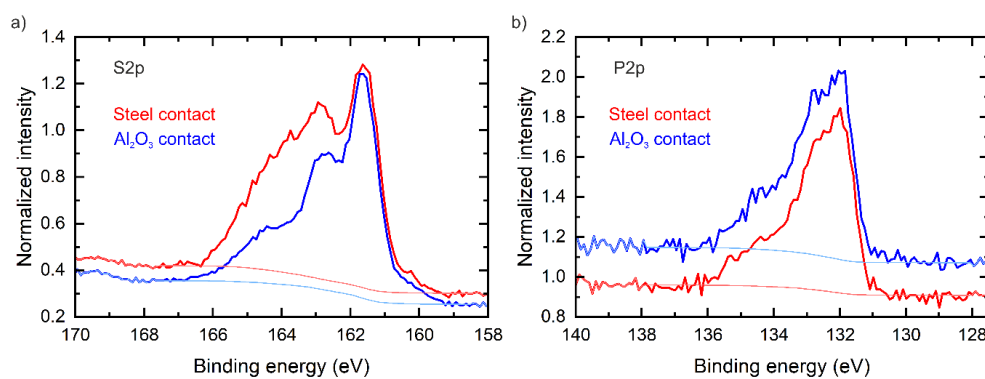 a)
S2p
Steel contact
Al₂O₃ contact
Normalized intensity
1.4
1.2
1.0
0.8
0.6
0.4
0.2
170 168 166 164 162 160 158
Binding energy (eV)
b)
P2p
Steel contact
Al₂O₃ contact
Normalized intensity
2.2
2.0
1.8
1.6
1.4
1.2
1.0
0.8
140 138 136 134 132 130 128
Binding energy (eV)